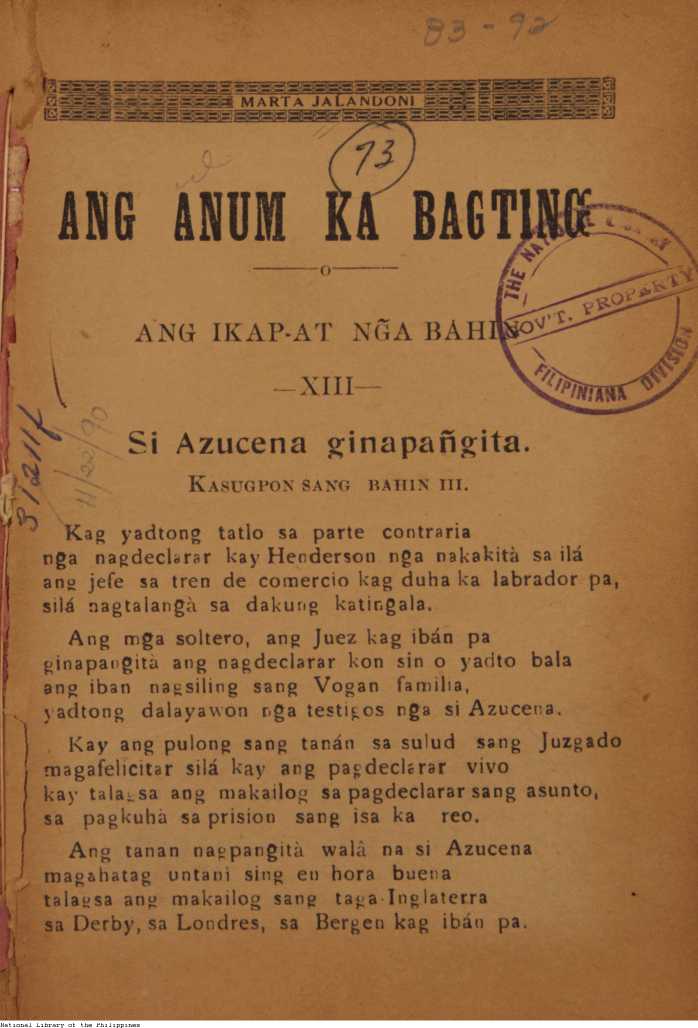 83-92
MARTA JALANDONI
73
ANG ANUM KA BAGTING
THE NATIONAL LIBRARY
GOV'T. PROPERTY
FILIPINIANA DIVISION
ANG IKAP-AT NG̃A BAHIN
—XIII—
11/22/90
Si Azucena ginapañgita.
KASUGPON SANG BAHIN III.
Kag yadtong tatlo sa parte contraria
nga nagdeclarar kay Henderson nga nakakità sa ilá
ang jefe sa tren de comercio kag duha ka labrador pa,
silá nagtalangà sa dakung katingala.
Ang mga soltero, ang Juez kag ibán pa
ginapangità ang nagdeclarar kon sin o yadto bala
ang iban nagsiling sang Vogan familia,
yadtong dalayawon nga testigos nga si Azucena.
Kay ang pulong sang tanán sa sulud sang Juzgado
magafelicitar silá kay ang pagdeclarar vivo
kay talagsa ang makailog sa pagdeclarar sang asunto,
sa pagkuhà sa prision sang isa ka reo.
Ang tanan nagpangità walâ na si Azucena
magahatag untani sing en hora buena
talagsa ang makailog sang taga-Inglaterra
sa Derby, sa Londres, sa Bergen kag ibán pa.
National Library of the Philippines